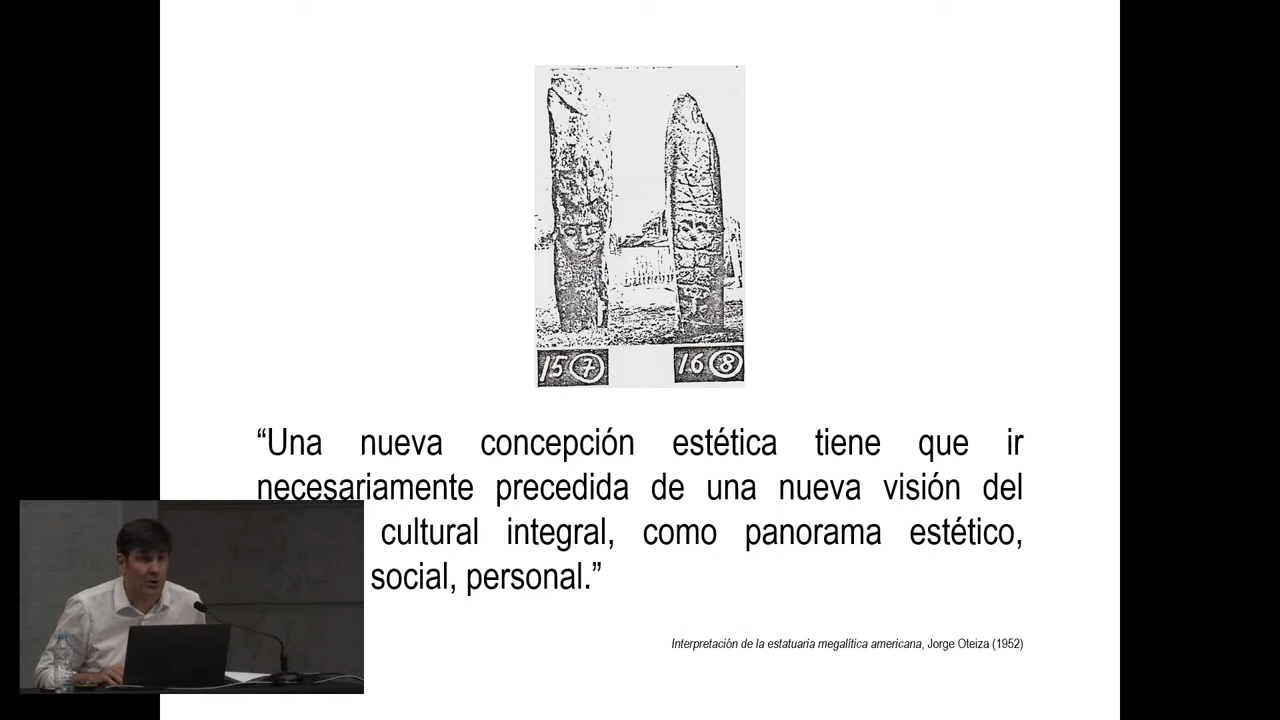 15 7 16 8
“Una nueva concepción estética tiene que ir
necesariamente precedida de una nueva visión del
cultural integral, como panorama estético,
social, personal.”
Interpretación de la estatuaria megalítica americana, Jorge Oteiza (1952)